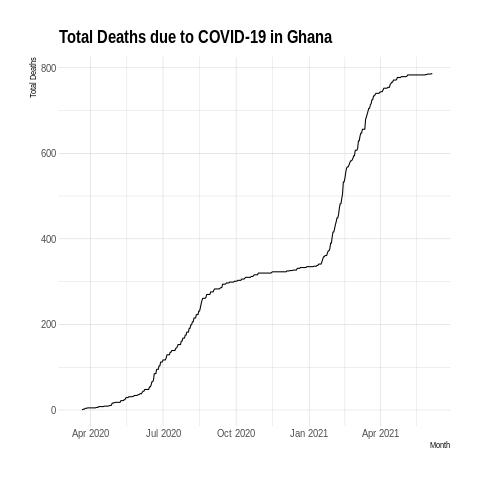 Total Deaths due to COVID-19 in Ghana
Total Deaths
800
600
400
200
0
Apr 2020 Jul 2020 Oct 2020 Jan 2021 Apr 2021
Month